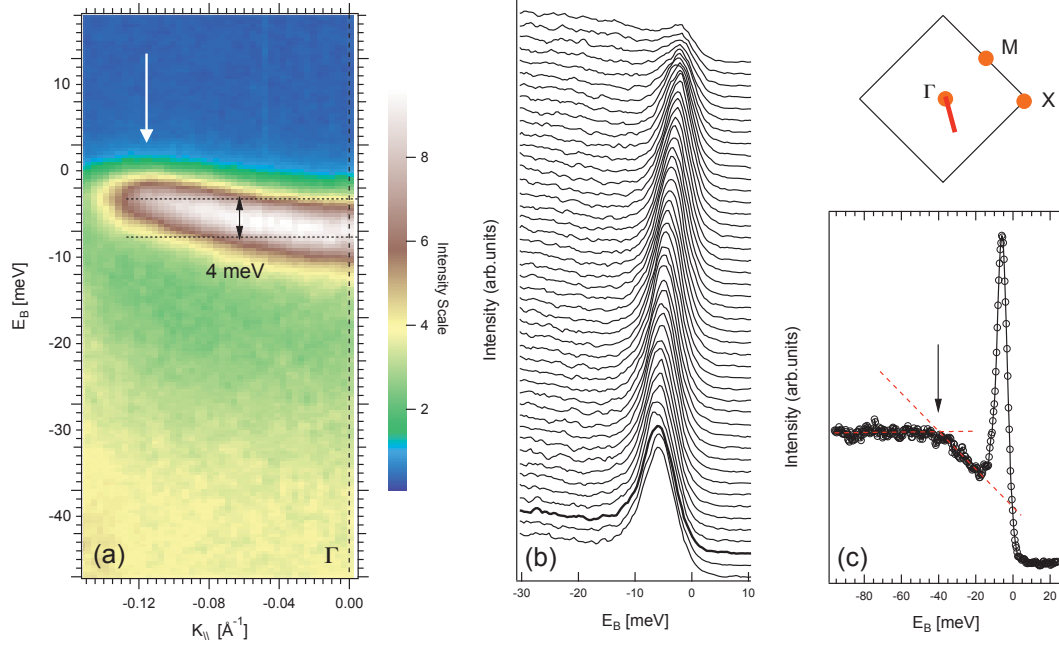 10
0
-10
-20
-30
-40
E_B [meV]
4 meV
(a)
Γ
-0.12
-0.08
-0.04
0.00
K_\\ [Å^-1]
8
6
4
2
Intensity Scale
Intensity (arb.units)
(b)
-30
-20
-10
0
10
E_B [meV]
M
Γ
X
Intensity (arb.units)
(c)
-80
-60
-40
-20
0
20
E_B [meV]